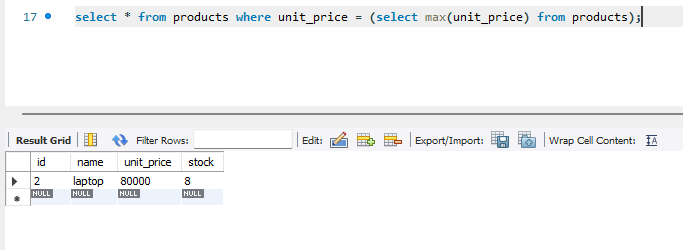 17 select * from products where unit_price = (select max(unit_price) from products);
Result Grid Filter Rows: Edit: Export/Import: Wrap Cell Content: IA
id name unit_price stock
2 laptop 80000 8
NULL NULL NULL NULL